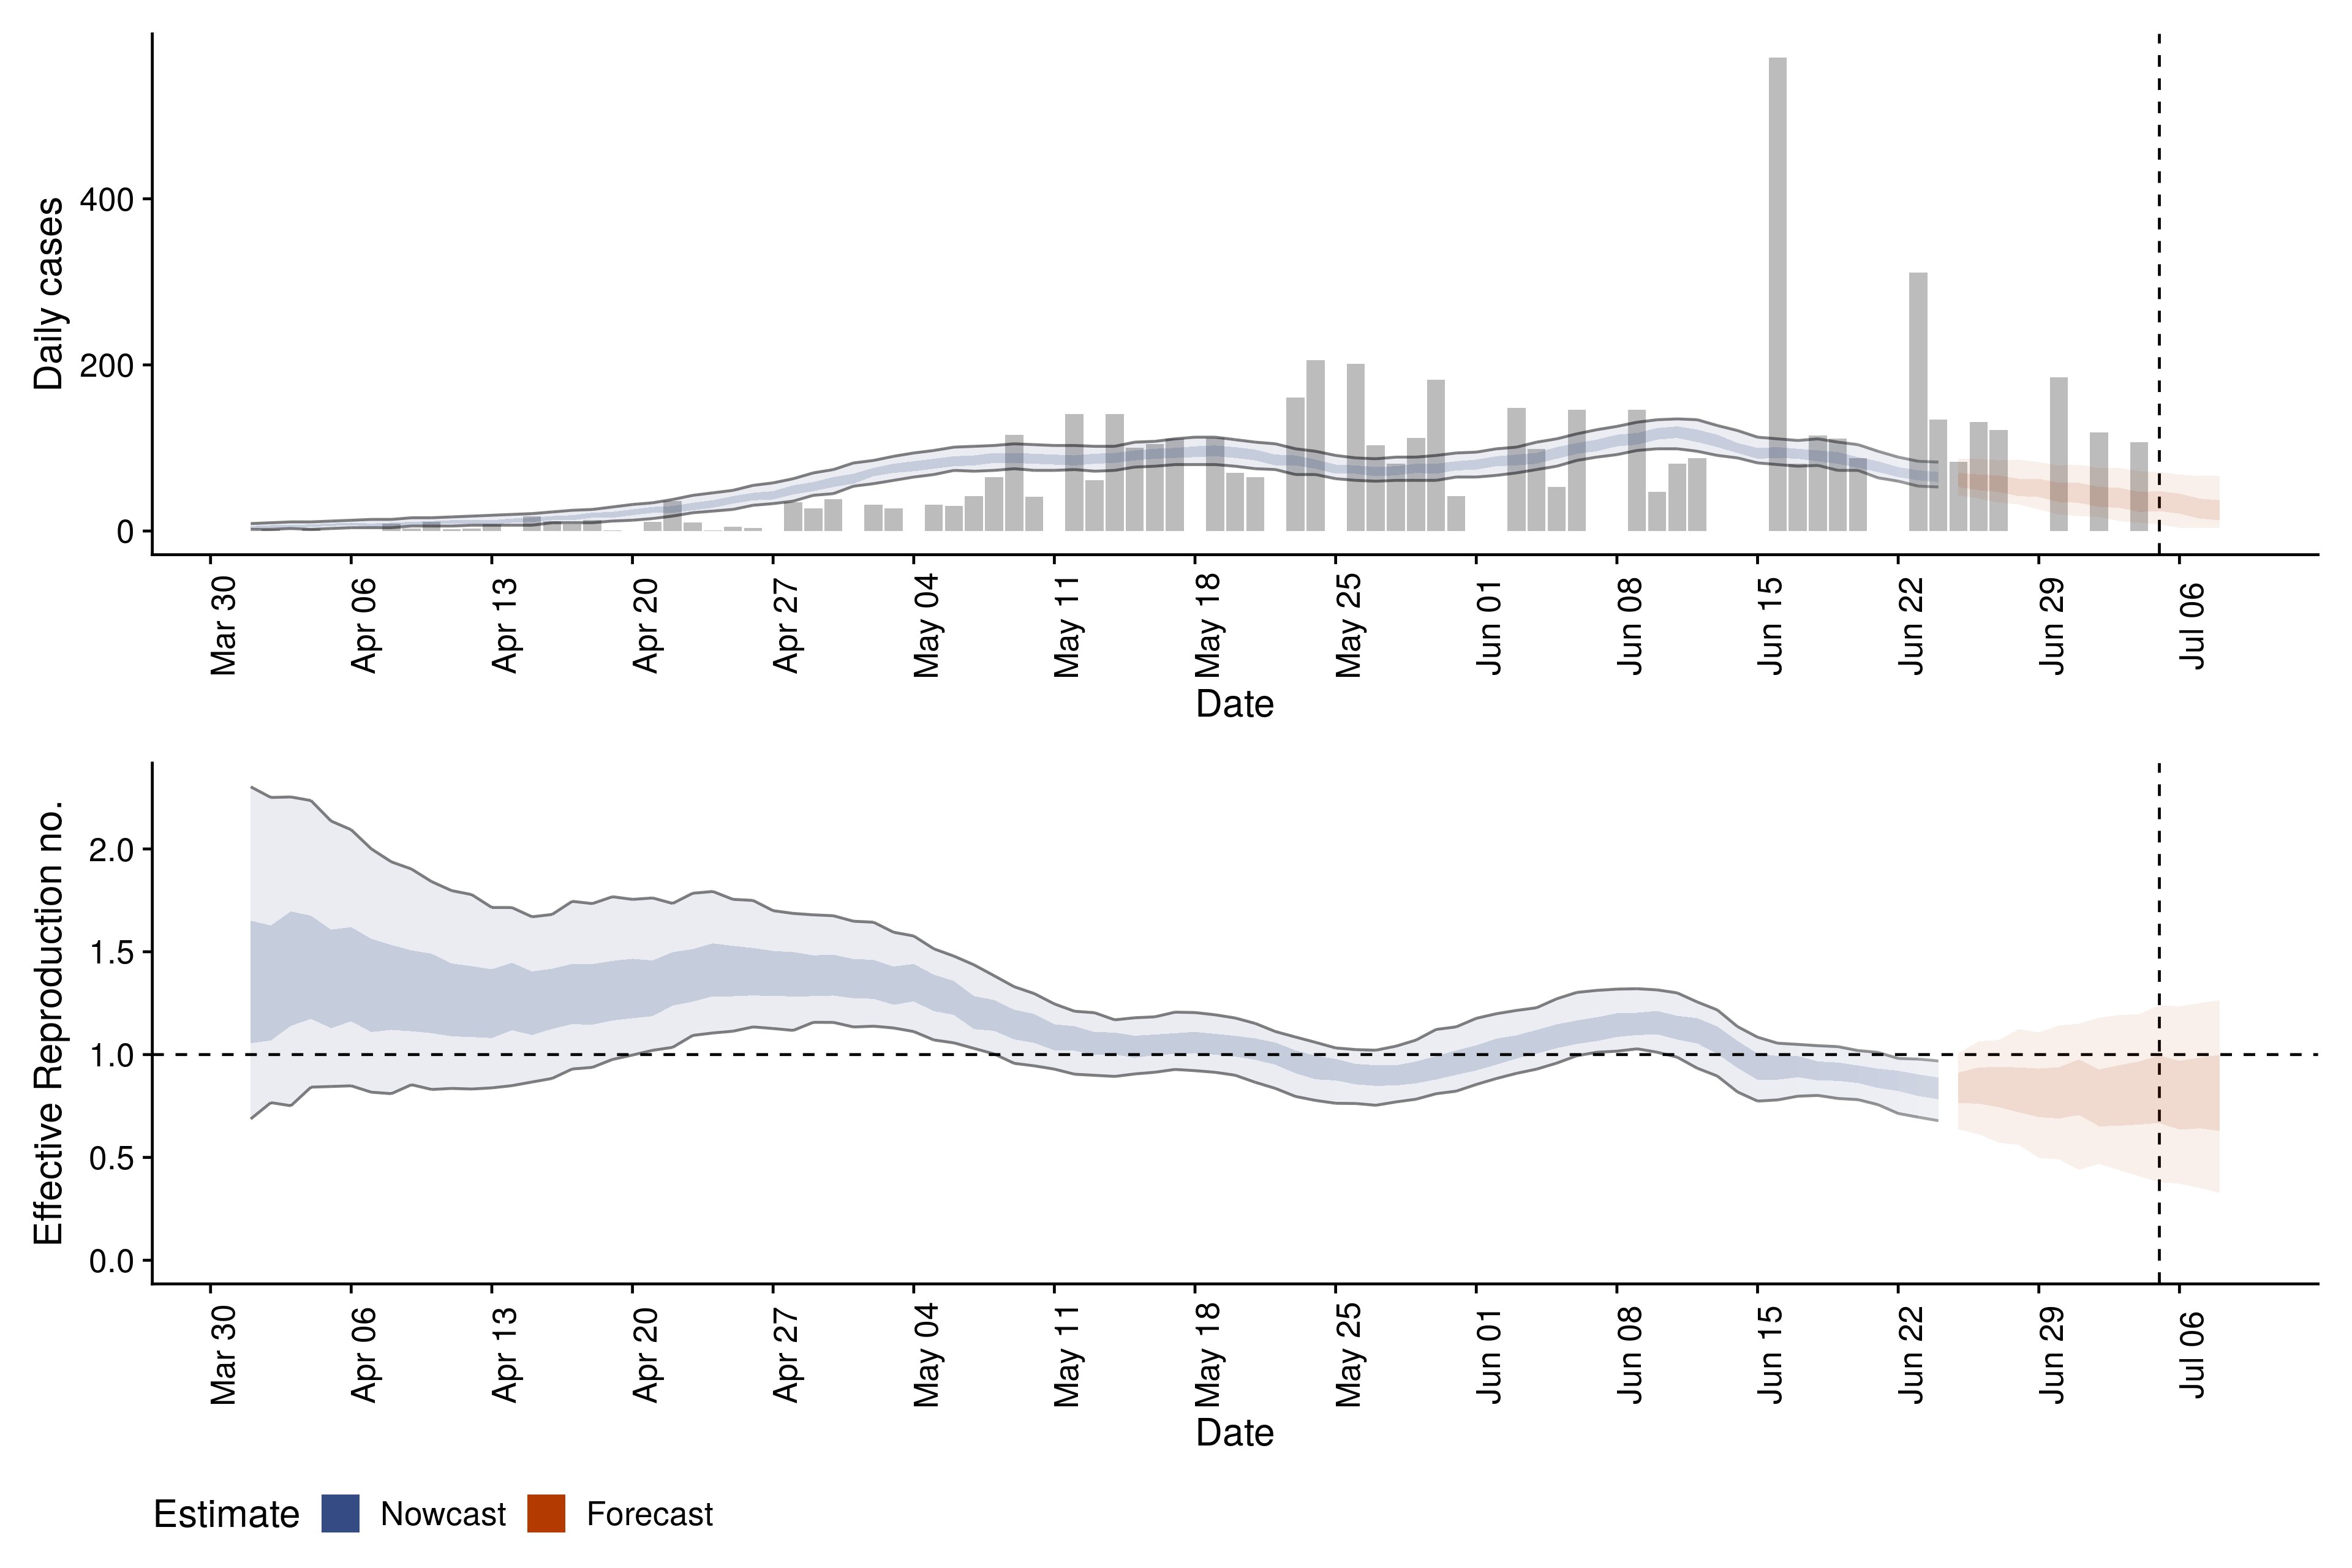 Daily cases
400
200
0
Mar 30 Apr 06 Apr 13 Apr 20 Apr 27 May 04 May 11 May 18 May 25 Jun 01 Jun 08 Jun 15 Jun 22 Jun 29 Jul 06
Date
Effective Reproduction no.
2.0
1.5
1.0
0.5
0.0
Mar 30 Apr 06 Apr 13 Apr 20 Apr 27 May 04 May 11 May 18 May 25 Jun 01 Jun 08 Jun 15 Jun 22 Jun 29 Jul 06
Date
Estimate Nowcast Forecast